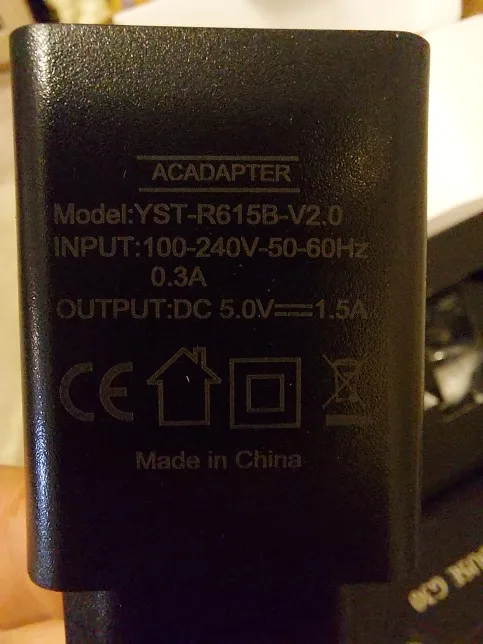 ACADAPTER
Model:YST-R615B-V2.0
INPUT:100-240V-50-60Hz
0.3A
OUTPUT:DC 5.0V⎓1.5A
CE
Made in China
G30